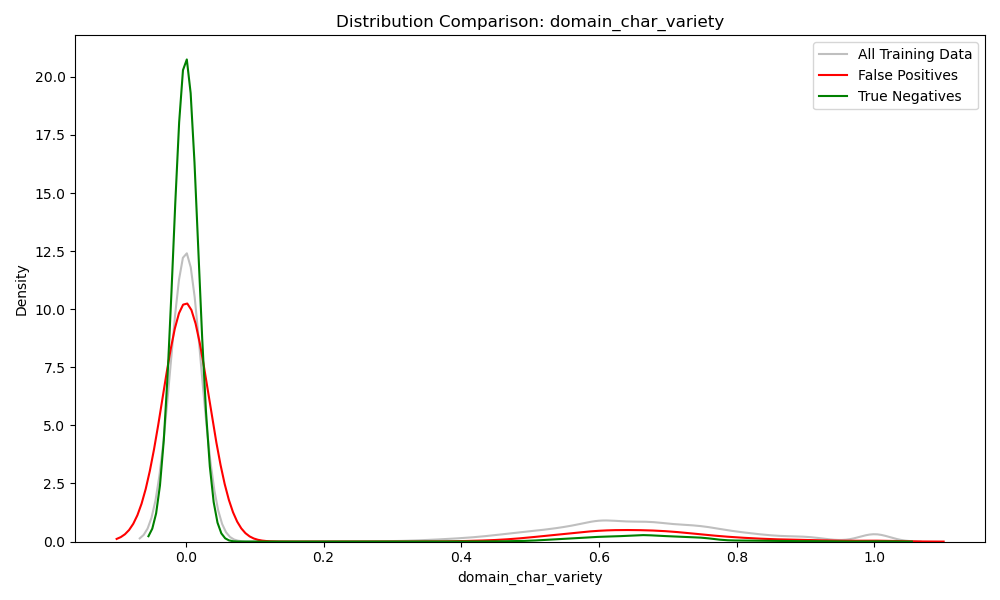 Distribution Comparison: domain_char_variety
All Training Data
False Positives
True Negatives
Density
20.0
17.5
15.0
12.5
10.0
7.5
5.0
2.5
0.0
0.0 0.2 0.4 0.6 0.8 1.0
domain_char_variety